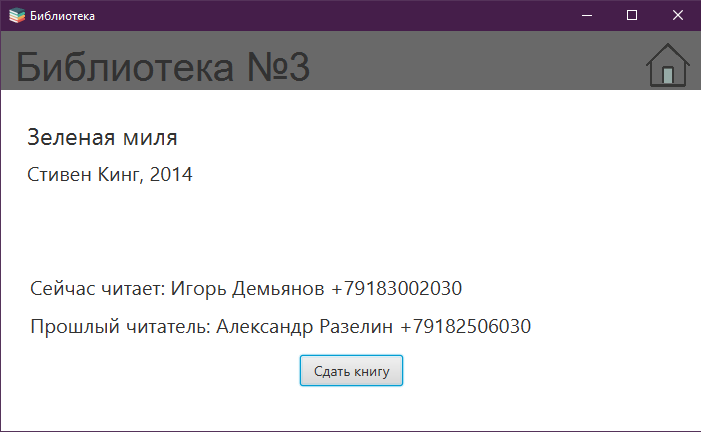 Библиотека
Библиотека №3
Зеленая миля
Стивен Кинг, 2014
Сейчас читает: Игорь Демьянов +79183002030
Прошлый читатель: Александр Разелин +79182506030
Сдать книгу